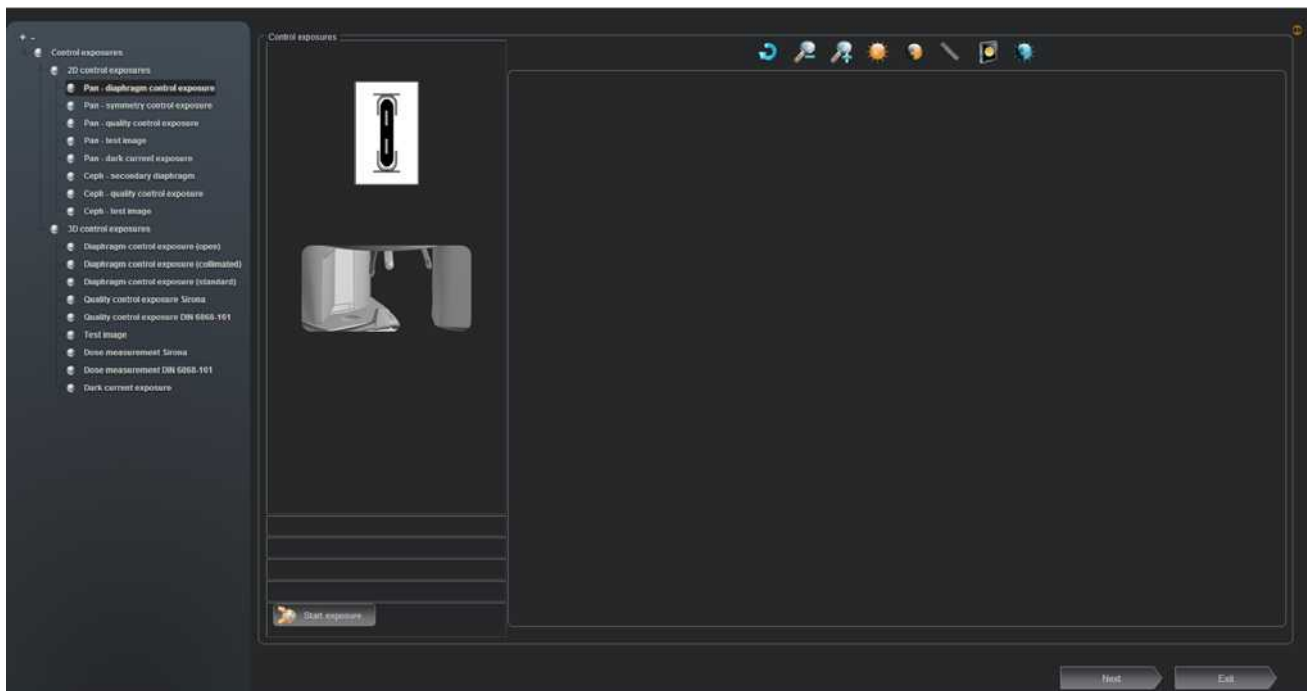 + -
Control exposures
2D control exposures
Pan - diaphragm control exposure
Pan - symmetry control exposure
Pan - quality control exposure
Pan - test image
Pan - dark current exposure
Ceph - secondary diaphragm
Ceph - quality control exposure
Ceph - test image
3D control exposures
Diaphragm control exposure (open)
Diaphragm control exposure (collimated)
Diaphragm control exposure (standard)
Quality control exposure Sirona
Quality control exposure DIN 6868-161
Test image
Dose measurement Sirona
Dose measurement DIN 6868-161
Dark current exposure
Control exposures
Start exposure
Next
Exit